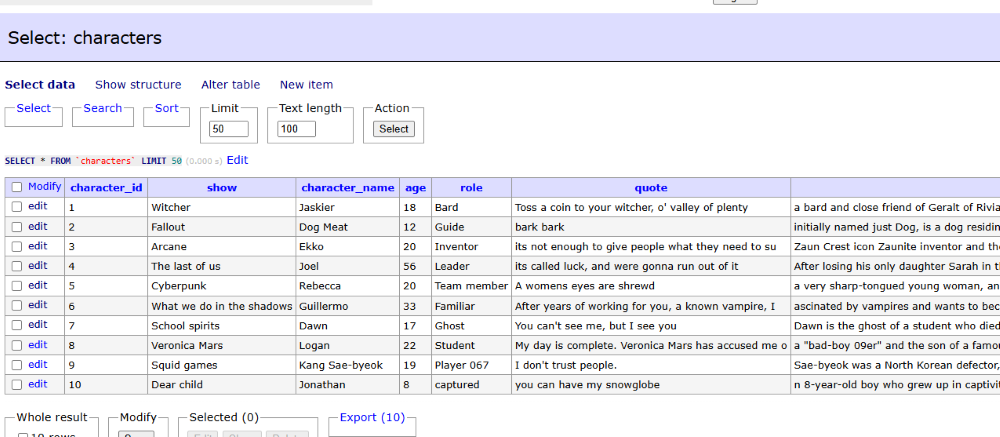 Select: characters
Select data Show structure Alter table New item
Select Search Sort Limit Text length Action
50 100 Select
SELECT * FROM `characters` LIMIT 50 (0.000 s) Edit
Modify character_id show character_name age role quote
edit 1 Witcher Jaskier 18 Bard Toss a coin to your witcher, o' valley of plenty a bard and close friend of Geralt of Rivia
edit 2 Fallout Dog Meat 12 Guide bark bark initially named just Dog, is a dog residin
edit 3 Arcane Ekko 20 Inventor its not enough to give people what they need to su Zaun Crest icon Zaunite inventor and the
edit 4 The last of us Joel 56 Leader its called luck, and were gonna run out of it After losing his only daughter Sarah in th
edit 5 Cyberpunk Rebecca 20 Team member A womens eyes are shrewd a very sharp-tongued young woman, an
edit 6 What we do in the shadows Guillermo 33 Familiar After years of working for you, a known vampire, I ascinated by vampires and wants to bec
edit 7 School spirits Dawn 17 Ghost You can't see me, but I see you Dawn is the ghost of a student who died
edit 8 Veronica Mars Logan 22 Student My day is complete. Veronica Mars has accused me o a "bad-boy 09er" and the son of a famo
edit 9 Squid games Kang Sae-byeok 19 Player 067 I don't trust people. Sae-byeok was a North Korean defector,
edit 10 Dear child Jonathan 8 captured you can have my snowglobe n 8-year-old boy who grew up in captivit
Whole result Modify Selected (0) Export (10)
10 rows